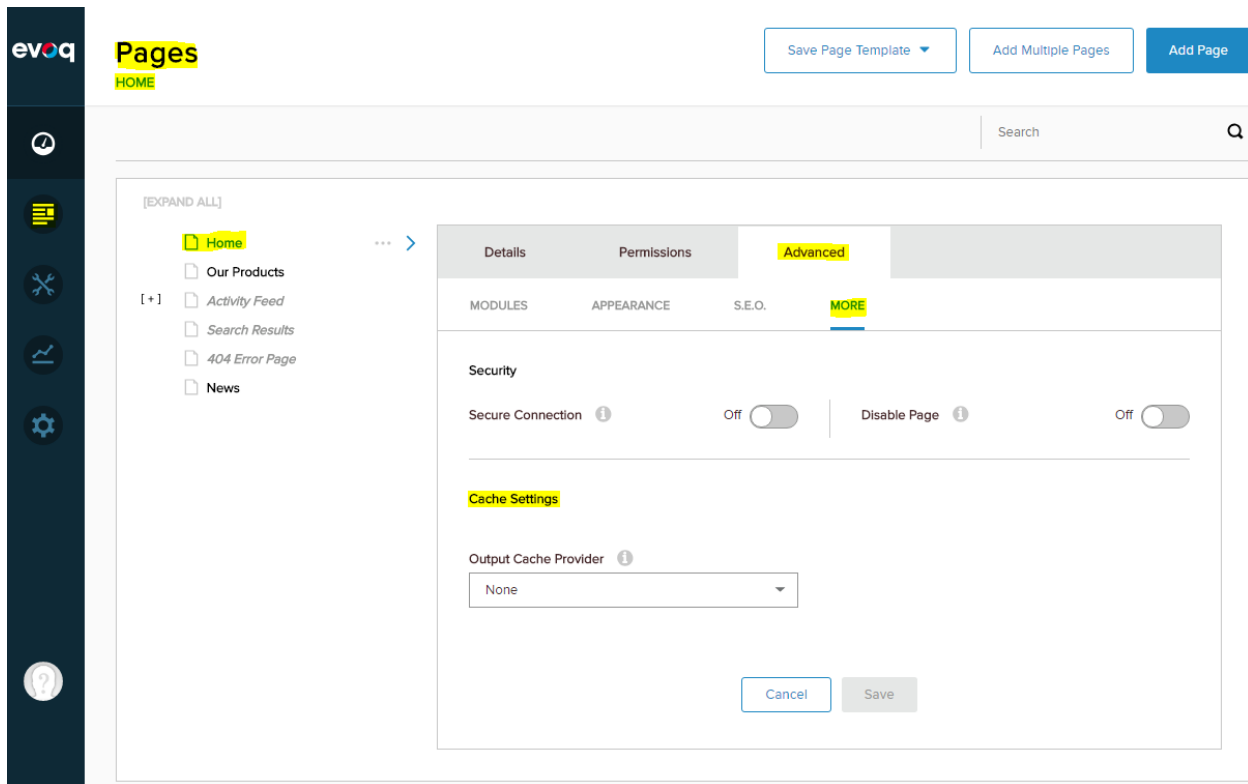 evoq
Pages
HOME
Save Page Template
Add Multiple Pages
Add Page
Search
[EXPAND ALL]
Home
Our Products
[+] Activity Feed
Search Results
404 Error Page
News
Details Permissions Advanced
MODULES APPEARANCE S.E.O. MORE
Security
Secure Connection Off Disable Page Off
Cache Settings
Output Cache Provider
None
Cancel Save